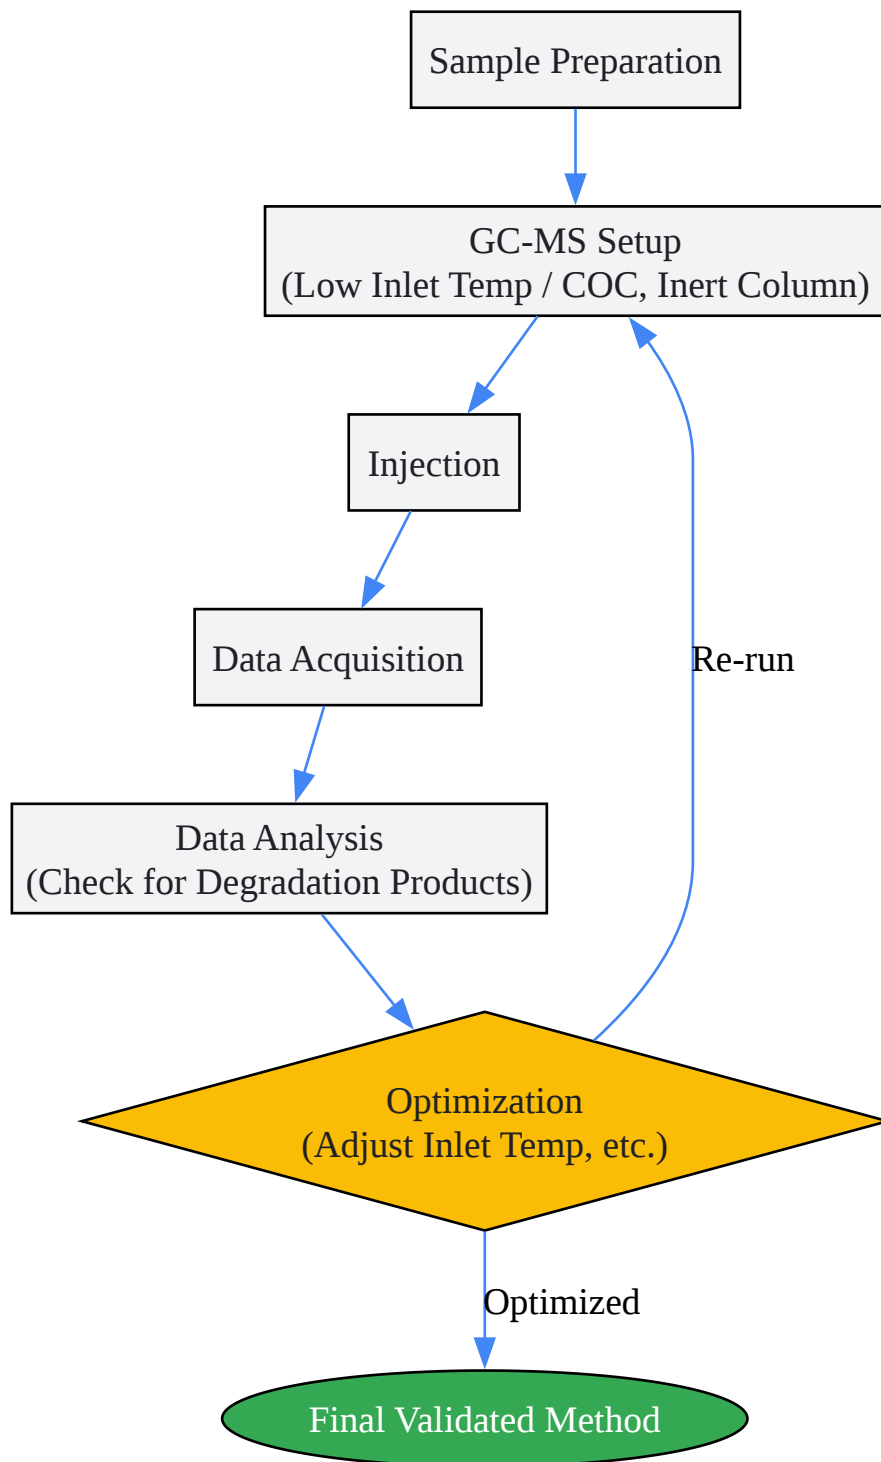 Sample Preparation
GC-MS Setup
(Low Inlet Temp / COC, Inert Column)
Injection
Data Acquisition
Re-run
Data Analysis
(Check for Degradation Products)
Optimization
(Adjust Inlet Temp, etc.)
Optimized
Final Validated Method